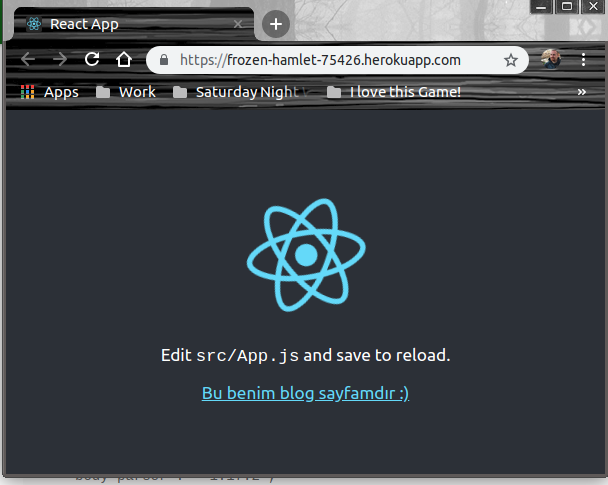 React App
https://frozen-hamlet-75426.herokuapp.com
Apps Work Saturday Night I love this Game! »
Edit src/App.js and save to reload.
Bu benim blog sayfamdır :)